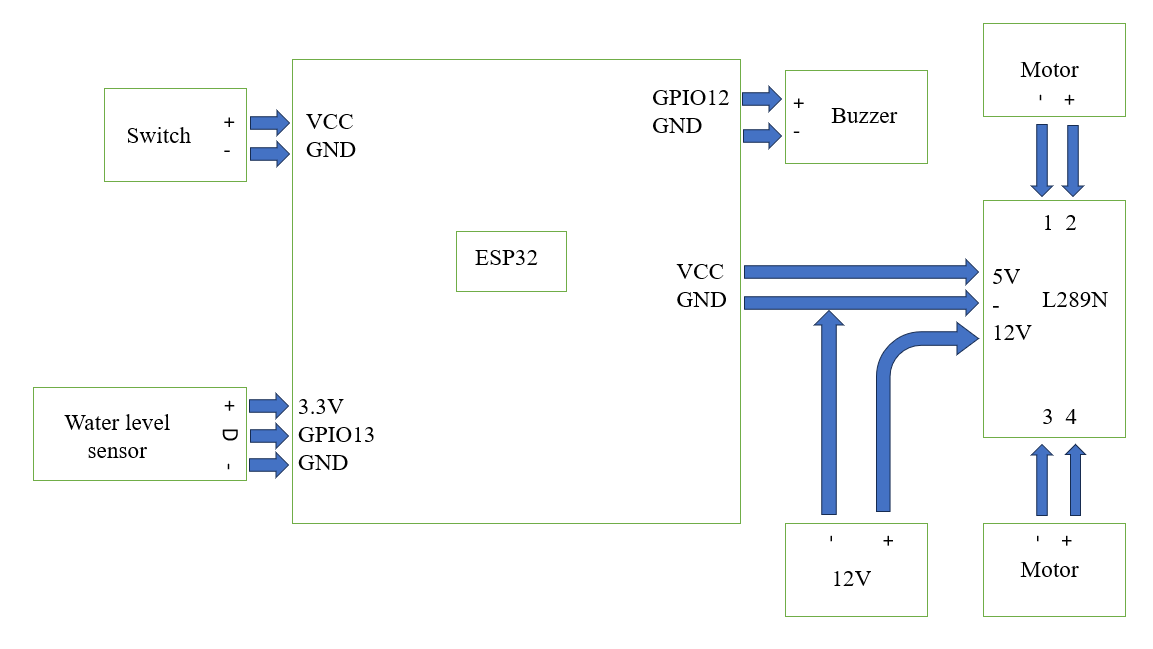 Switch
+
-
VCC
GND
ESP32
Water level
sensor
+
D
-
3.3V
GPIO13
GND
GPIO12
GND
+
-
Buzzer
VCC
GND
Motor
- +
1 2
5V
-
12V
L289N
3 4
- +
Motor
- +
12V